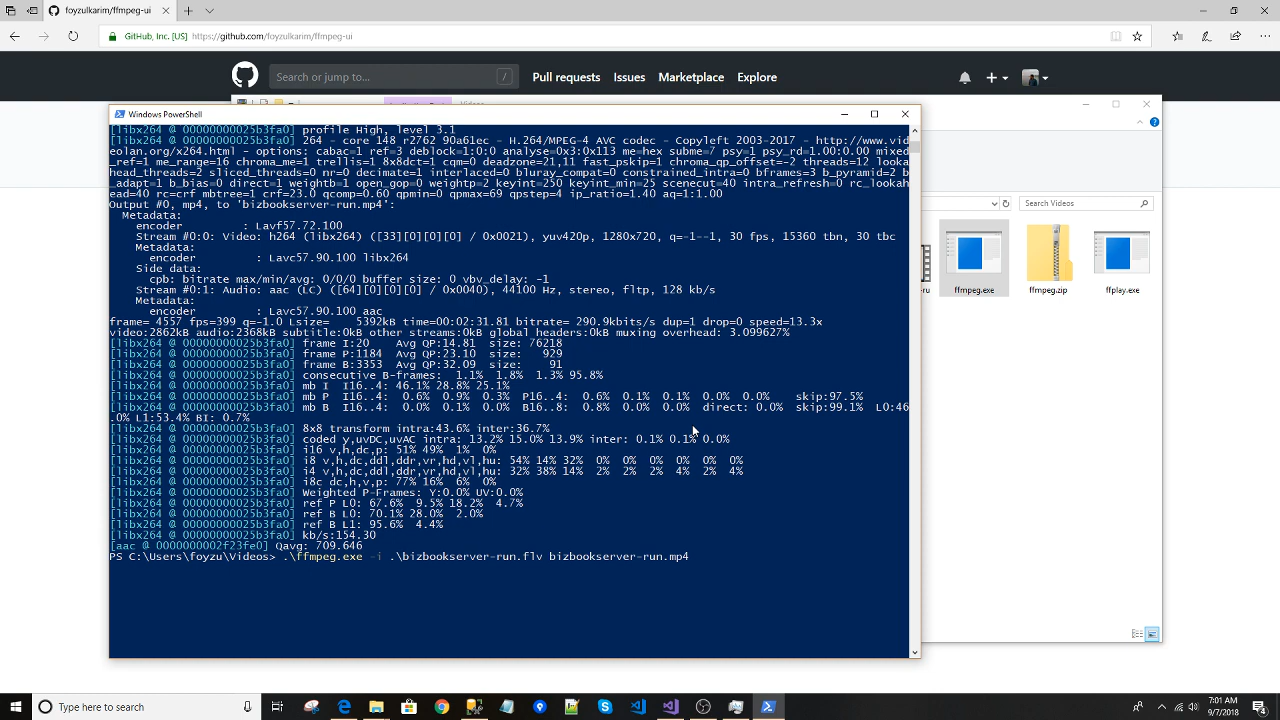 foyzulkarim/ffmpeg-ui
GitHub, Inc. [US] https://github.com/foyzulkarim/ffmpeg-ui
Search or jump to... /
Pull requests Issues Marketplace Explore
Videos
Windows PowerShell
[libx264 @ 00000000025b3fa0] profile High, level 3.1
[libx264 @ 00000000025b3fa0] 264 - core 148 r2762 90a61ec - H.264/MPEG-4 AVC codec - Copyleft 2003-2017 - http://www.vid
eolan.org/x264.html - options: cabac=1 ref=3 deblock=1:0:0 analyse=0x3:0x113 me=hex subme=7 psy=1 psy_rd=1.00:0.00 mixed
_ref=1 me_range=16 chroma_me=1 trellis=1 8x8dct=1 cqm=0 deadzone=21,11 fast_pskip=1 chroma_qp_offset=-2 threads=12 looka
head_threads=2 sliced_threads=0 nr=0 decimate=1 interlaced=0 bluray_compat=0 constrained_intra=0 bframes=3 b_pyramid=2 b
_adapt=1 b_bias=0 direct=1 weightb=1 open_gop=0 weightp=2 keyint=250 keyint_min=25 scenecut=40 intra_refresh=0 rc_lookah
ead=40 rc=crf mbtree=1 crf=23.0 qcomp=0.60 qpmin=0 qpmax=69 qpstep=4 ip_ratio=1.40 aq=1:1.00
Output #0, mp4, to 'bizbookserver-run.mp4':
Metadata:
encoder : Lavf57.72.100
Stream #0:0: Video: h264 (libx264) ([33][0][0][0] / 0x0021), yuv420p, 1280x720, q=-1--1, 30 fps, 15360 tbn, 30 tbc
Metadata:
encoder : Lavc57.90.100 libx264
Side data:
cpb: bitrate max/min/avg: 0/0/0 buffer size: 0 vbv_delay: -1
Stream #0:1: Audio: aac (LC) ([64][0][0][0] / 0x0040), 44100 Hz, stereo, fltp, 128 kb/s
Metadata:
encoder : Lavc57.90.100 aac
frame= 4557 fps=399 q=-1.0 Lsize= 5392kB time=00:02:31.81 bitrate= 290.9kbits/s dup=1 drop=0 speed=13.3x
video:2862kB audio:2368kB subtitle:0kB other streams:0kB global headers:0kB muxing overhead: 3.099627%
[libx264 @ 00000000025b3fa0] frame I:20 Avg QP:14.81 size: 76218
[libx264 @ 00000000025b3fa0] frame P:1184 Avg QP:23.10 size: 929
[libx264 @ 00000000025b3fa0] frame B:3353 Avg QP:32.09 size: 91
[libx264 @ 00000000025b3fa0] consecutive B-frames: 1.1% 1.8% 1.3% 95.8%
[libx264 @ 00000000025b3fa0] mb I I16..4: 46.1% 28.8% 25.1%
[libx264 @ 00000000025b3fa0] mb P I16..4: 0.6% 0.9% 0.3% P16..4: 0.6% 0.1% 0.1% 0.0% 0.0% skip:97.5%
[libx264 @ 00000000025b3fa0] mb B I16..4: 0.0% 0.1% 0.0% B16..8: 0.8% 0.0% 0.0% direct: 0.0% skip:99.1% L0:46
.0% L1:53.4% BI: 0.7%
[libx264 @ 00000000025b3fa0] 8x8 transform intra:43.6% inter:36.7%
[libx264 @ 00000000025b3fa0] coded y,uvDC,uvAC intra: 13.2% 15.0% 13.9% inter: 0.1% 0.1% 0.0%
[libx264 @ 00000000025b3fa0] i16 v,h,dc,p: 51% 49% 1% 0%
[libx264 @ 00000000025b3fa0] i8 v,h,dc,ddl,ddr,vr,hd,vl,hu: 54% 14% 32% 0% 0% 0% 0% 0% 0%
[libx264 @ 00000000025b3fa0] i4 v,h,dc,ddl,ddr,vr,hd,vl,hu: 32% 38% 14% 2% 2% 2% 4% 2% 4%
[libx264 @ 00000000025b3fa0] i8c dc,h,v,p: 77% 16% 6% 0%
[libx264 @ 00000000025b3fa0] Weighted P-Frames: Y:0.0% UV:0.0%
[libx264 @ 00000000025b3fa0] ref P L0: 67.6% 9.5% 18.2% 4.7%
[libx264 @ 00000000025b3fa0] ref B L0: 70.1% 28.0% 2.0%
[libx264 @ 00000000025b3fa0] ref B L1: 95.6% 4.4%
[libx264 @ 00000000025b3fa0] kb/s:154.30
[aac @ 0000000002f23fe0] Qavg: 709.646
PS C:\Users\foyzu\Videos> .\ffmpeg.exe -i .\bizbookserver-run.flv bizbookserver-run.mp4
Search Videos
ru
ffmpeg.exe
ffmpeg.zip
ffplay.exe
Type here to search
7:01 AM
9/7/2018